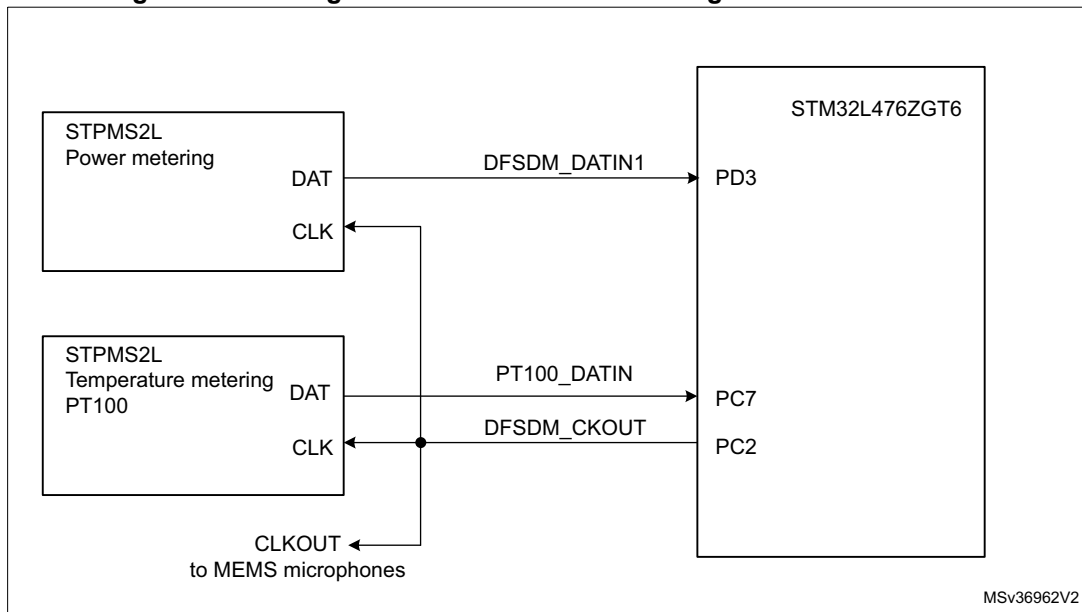 STM32L476ZGT6
STPMS2L
Power metering
DAT
DFSDM_DATIN1
PD3
CLK
STPMS2L
Temperature metering
PT100
DAT
PT100_DATIN
PC7
DFSDM_CKOUT
CLK
PC2
CLKOUT
to MEMS microphones
MSv36962V2